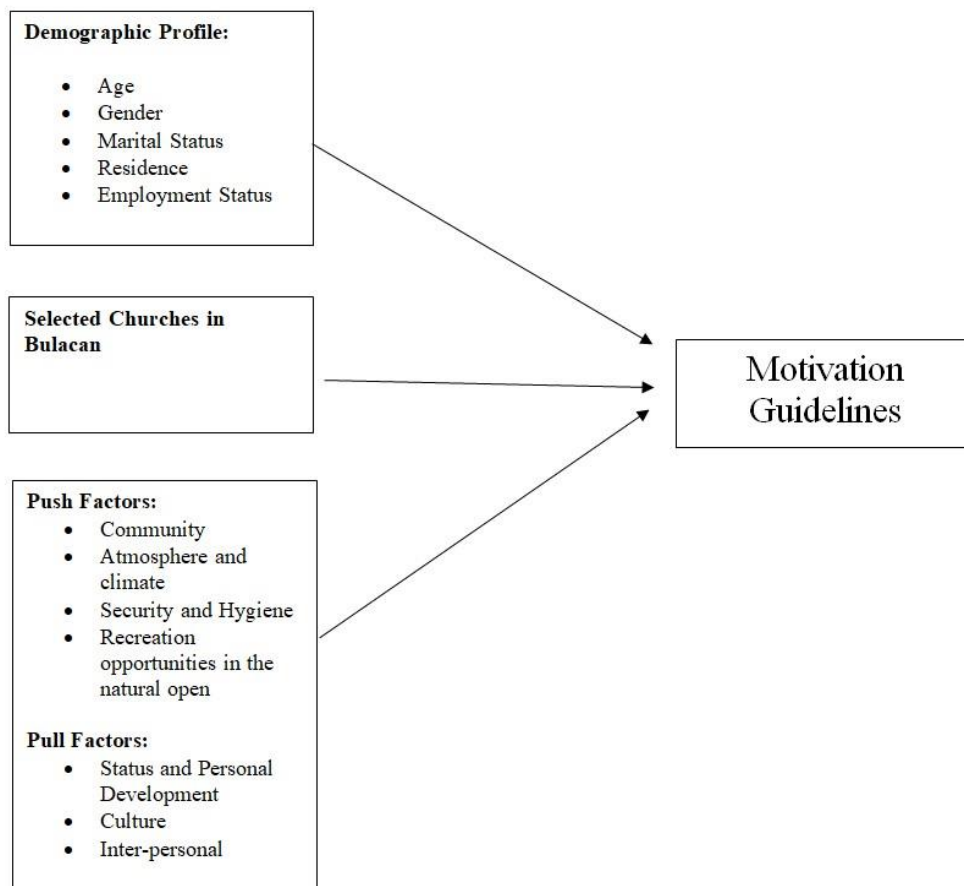 Demographic Profile:
• Age
• Gender
• Marital Status
• Residence
• Employment Status
Selected Churches in
Bulacan
Push Factors:
• Community
• Atmosphere and
climate
• Security and Hygiene
• Recreation
opportunities in the
natural open
Pull Factors:
• Status and Personal
Development
• Culture
• Inter-personal
Motivation
Guidelines